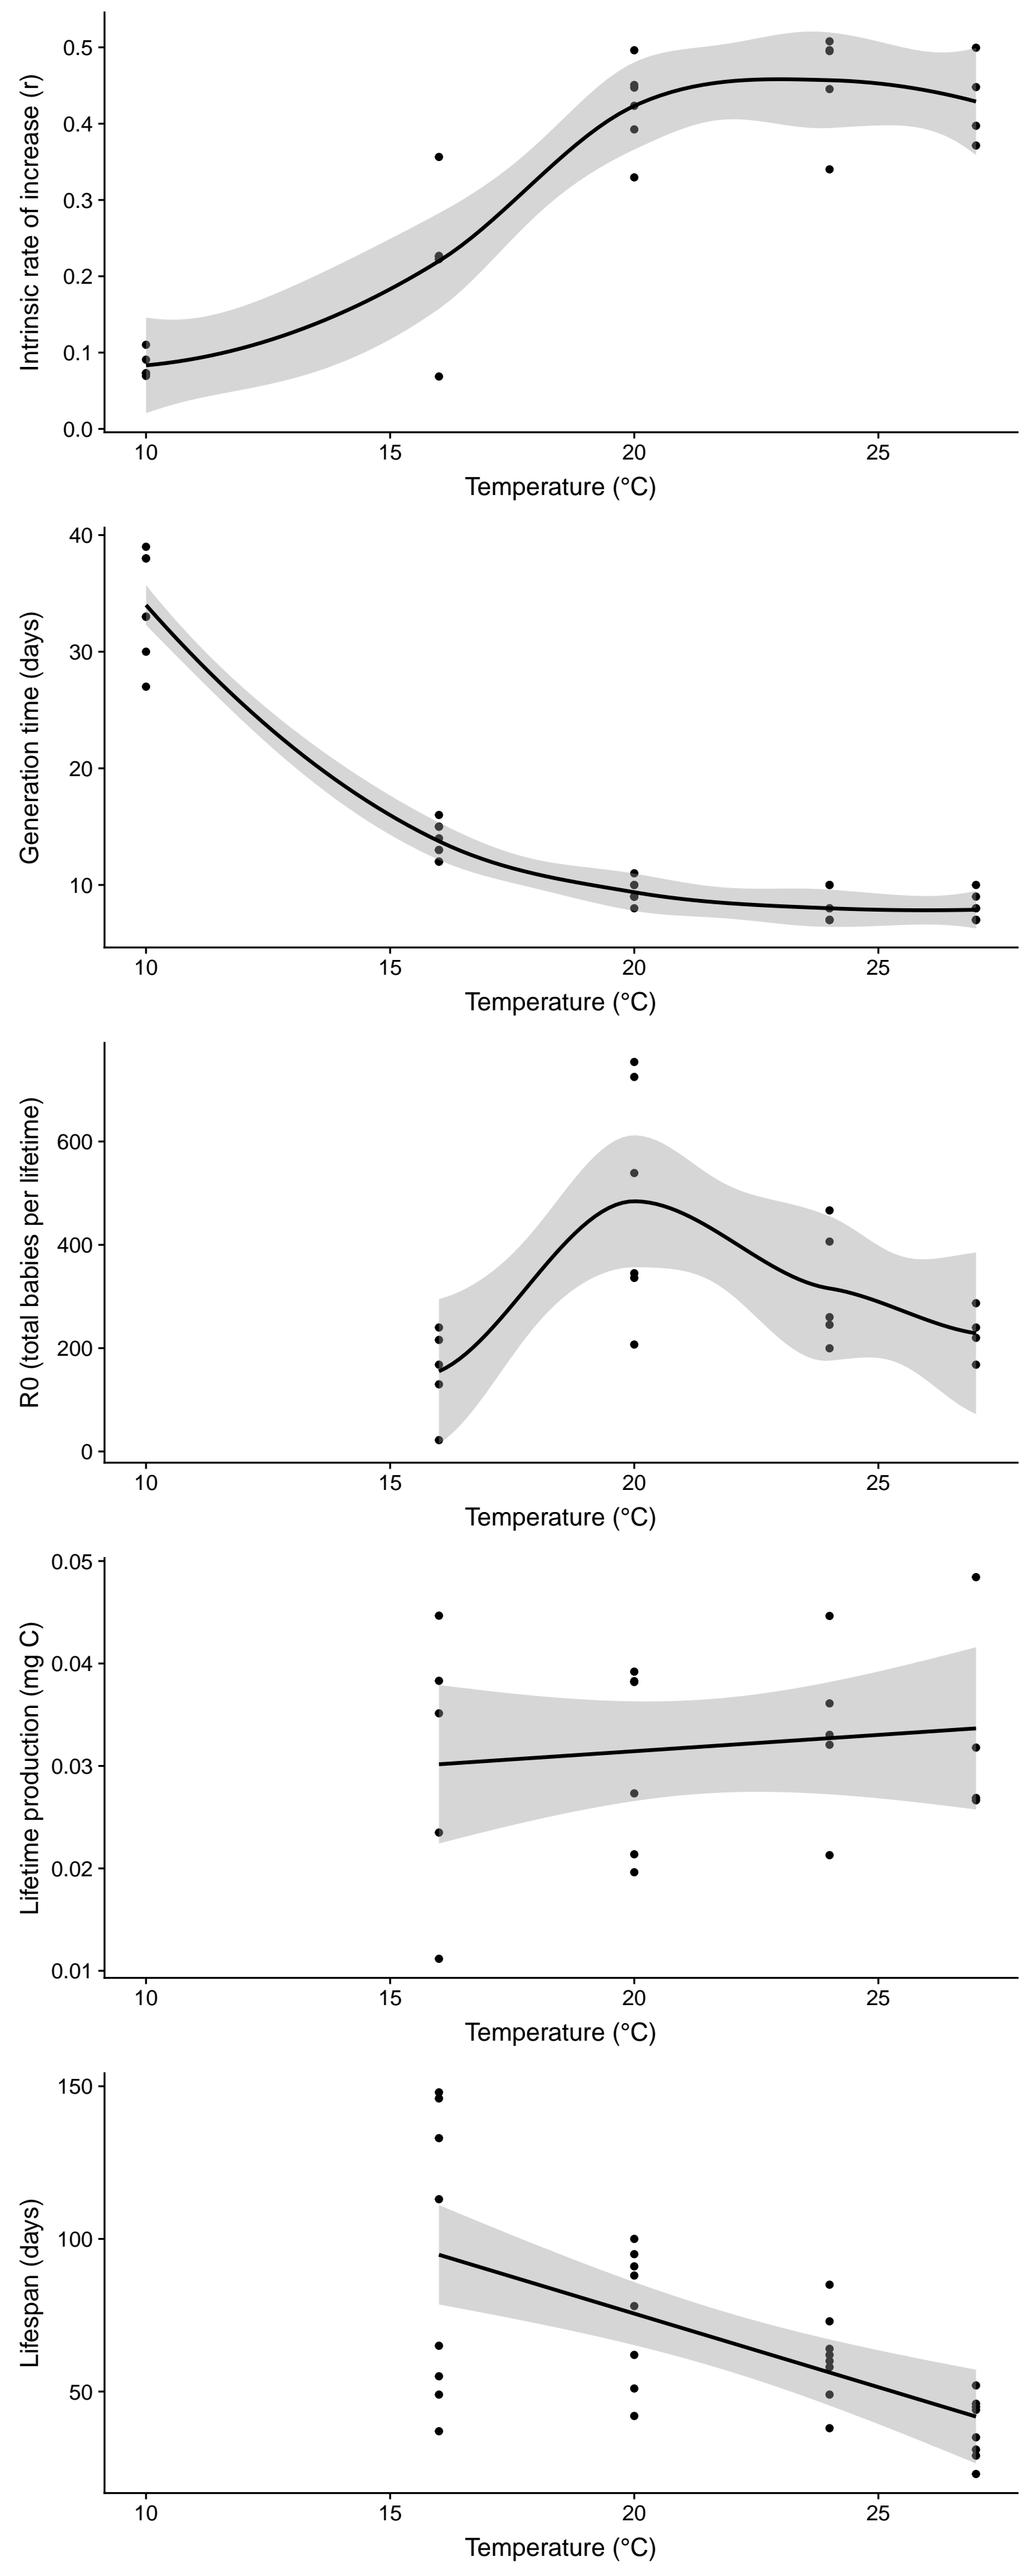 Intrinsic rate of increase (r)
0.5
0.4
0.3
0.2
0.1
0.0
10 15 20 25
Temperature (°C)
Generation time (days)
40
30
20
10
10 15 20 25
Temperature (°C)
R0 (total babies per lifetime)
600
400
200
0
10 15 20 25
Temperature (°C)
Lifetime production (mg C)
0.05
0.04
0.03
0.02
0.01
10 15 20 25
Temperature (°C)
Lifespan (days)
150
100
50
10 15 20 25
Temperature (°C)